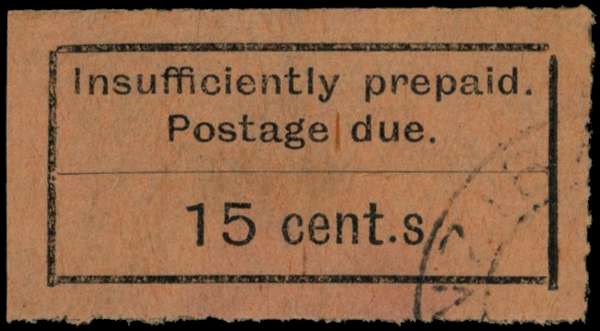 Insufficiently prepaid.
Postage due.
15 cent.s